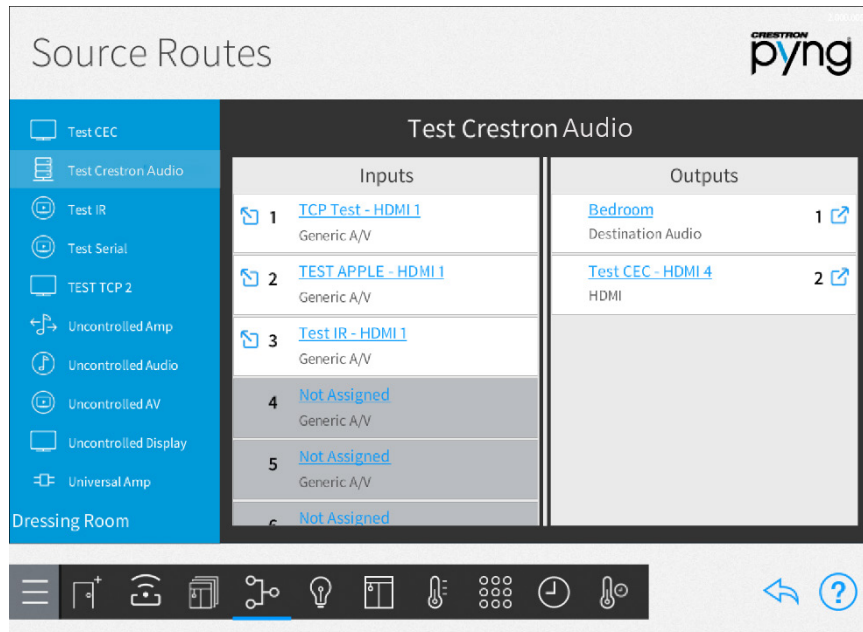 Source Routes
CRESTRON
pyng
Test CEC
Test Crestron Audio
Test IR
Test Serial
TEST TCP 2
Uncontrolled Amp
Uncontrolled Audio
Uncontrolled AV
Uncontrolled Display
Universal Amp
Dressing Room
Test Crestron Audio
Inputs
1 TCP Test - HDMI 1
Generic A/V
2 TEST APPLE - HDMI 1
Generic A/V
3 Test IR - HDMI 1
Generic A/V
4 Not Assigned
Generic A/V
5 Not Assigned
Generic A/V
Not Assigned
Outputs
Bedroom 1
Destination Audio
Test CEC - HDMI 4 2
HDMI
?